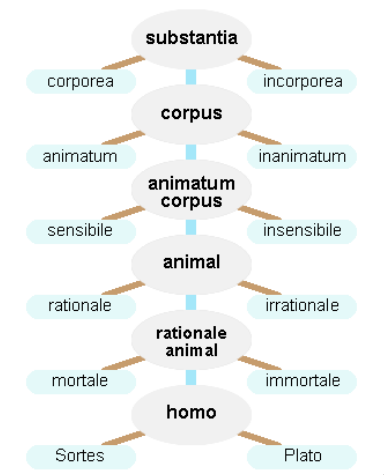 substantia
corporea
incorporea
corpus
animatum
inanimatum
animatum
corpus
sensibile
insensibile
animal
rationale
irrationale
rationale
animal
mortale
immortale
homo
Sortes
Plato